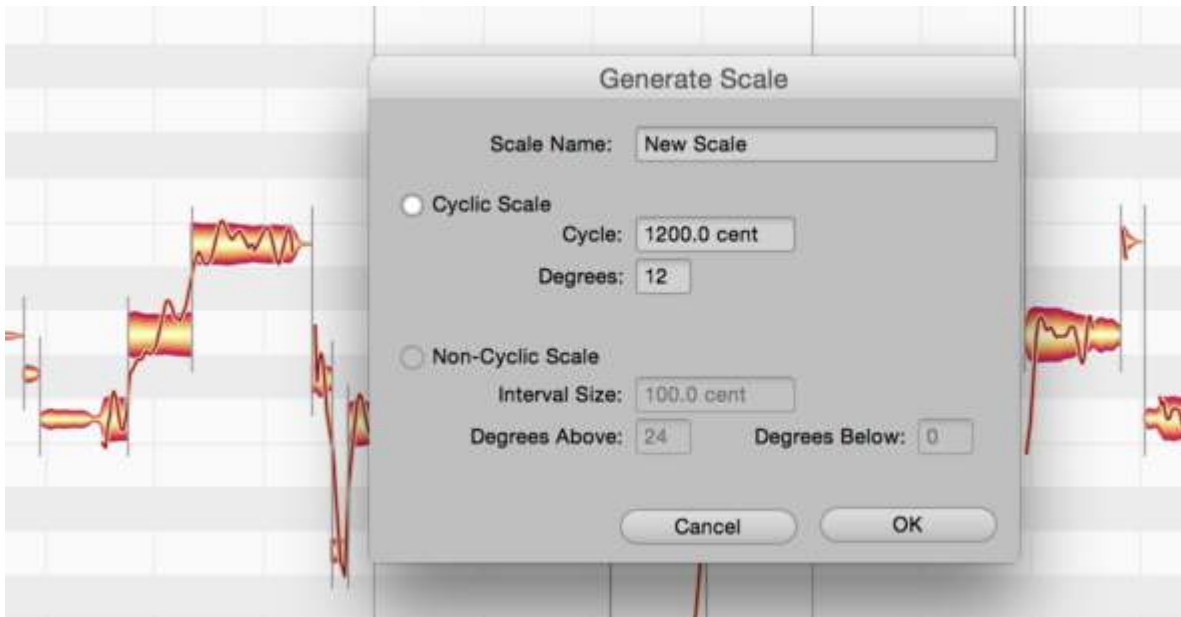 Generate Scale
Scale Name: New Scale
Cyclic Scale
Cycle: 1200.0 cent
Degrees: 12
Non-Cyclic Scale
Interval Size: 100.0 cent
Degrees Above: 24 Degrees Below: 0
Cancel OK